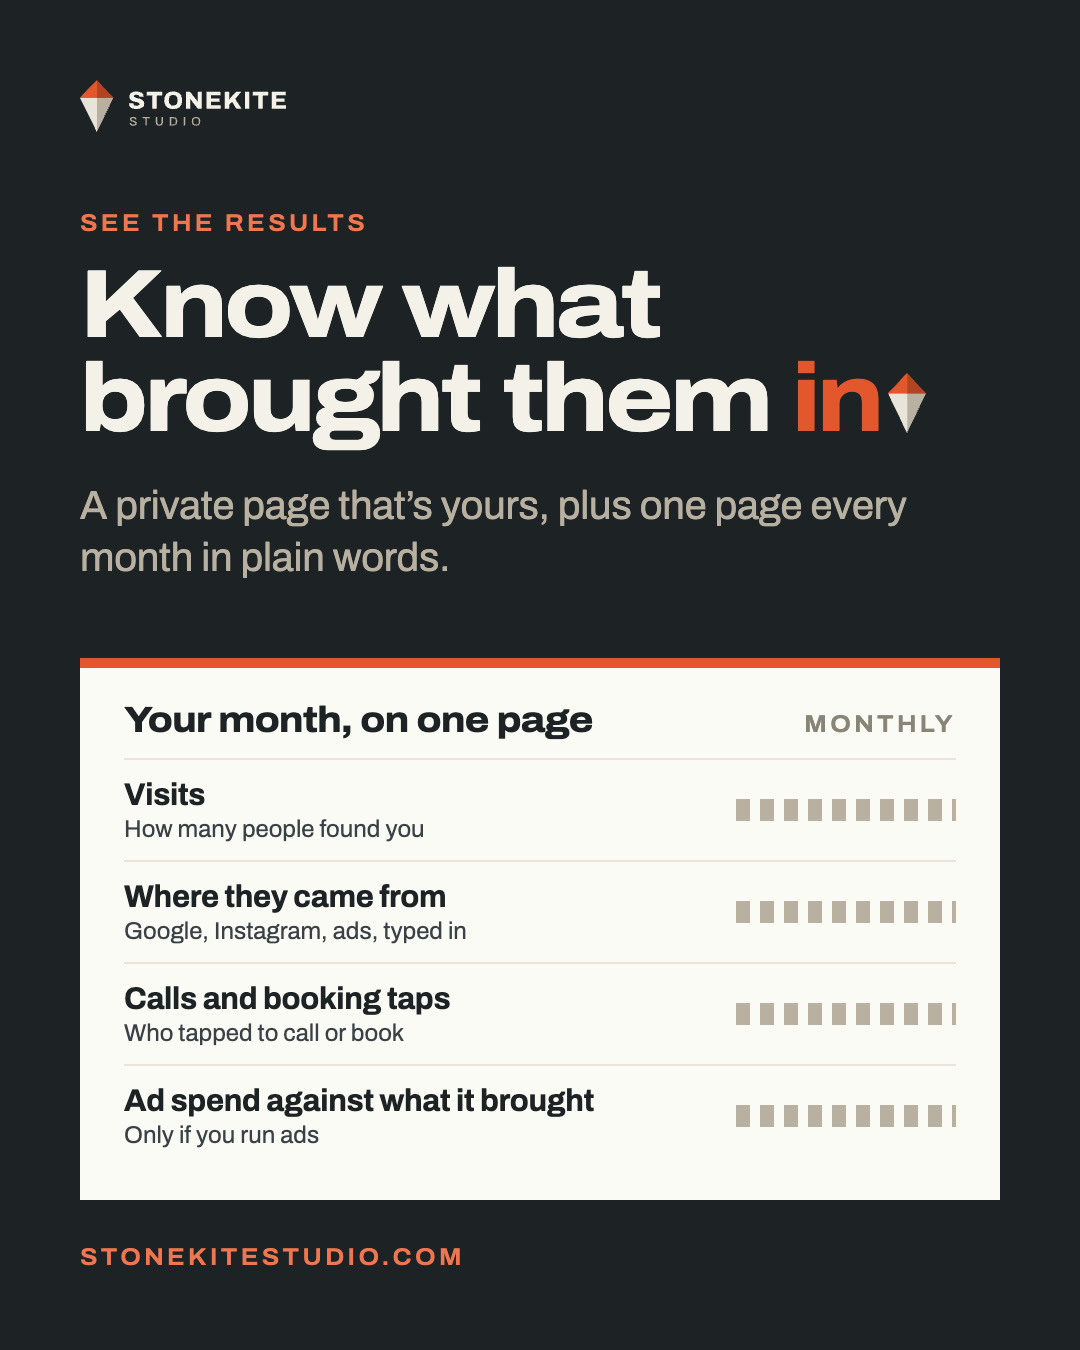 STONEKITE
STUDIO
SEE THE RESULTS
Know what
brought them in
A private page that’s yours, plus one page every
month in plain words.
Your month, on one page
MONTHLY
Visits
How many people found you
Where they came from
Google, Instagram, ads, typed in
Calls and booking taps
Who tapped to call or book
Ad spend against what it brought
Only if you run ads
STONEKITESTUDIO.COM